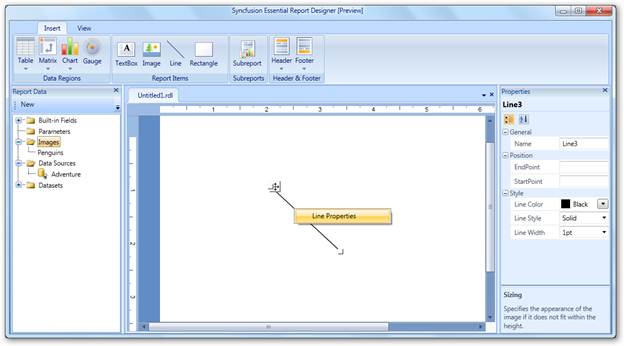 Syncfusion Essential Report Designer [Preview]
Insert View
Table Matrix Chart Gauge
Data Regions
TextBox Image Line Rectangle
Report Items
Subreport
Subreports
Header Footer
Header & Footer
Report Data
New
Built-in Fields
Parameters
Images
Penguins
Data Sources
Adventure
Datasets
Untitled1.rdl
1 2 3 4 5 6
1
2
3
Line Properties
Properties
Line3
General
Name Line3
Position
EndPoint
StartPoint
Style
Line Color Black
Line Style Solid
Line Width 1pt
Sizing
Specifies the appearance of the
image if it does not fit within the
height.